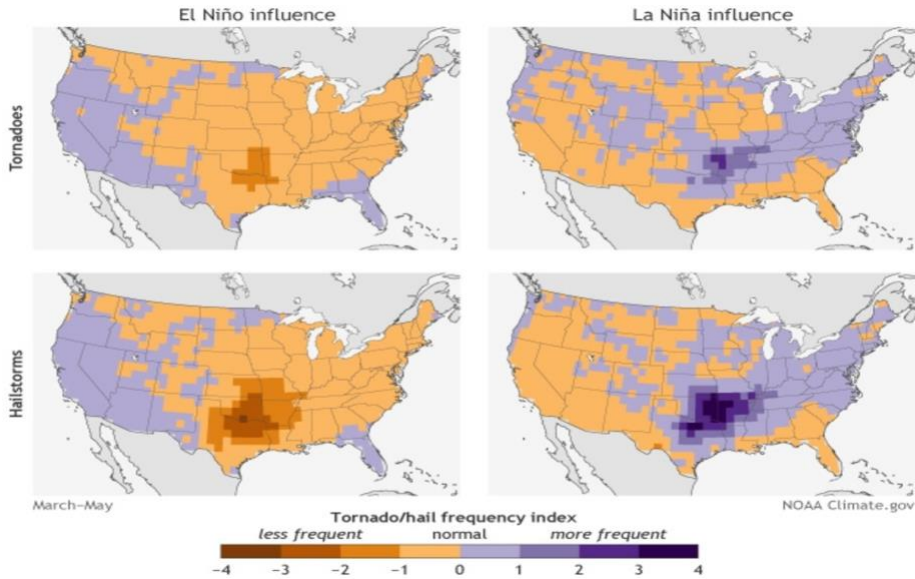 El Niño influence
La Niña influence
Tornadoes
Hailstorms
March–May
NOAA Climate.gov
Tornado/hail frequency index
less frequent normal more frequent
−4 −3 −2 −1 0 1 2 3 4